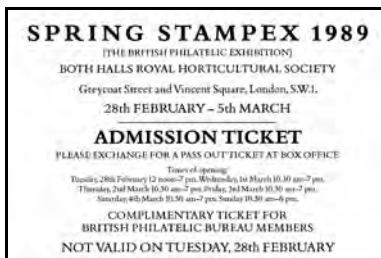 SPRING STAMPEX 1989
[THE BRITISH PHILATELIC EXHIBITION]
BOTH HALLS ROYAL HORTICULTURAL SOCIETY
Greycoat Street and Vincent Square, London, S.W.1.
28th FEBRUARY – 5th MARCH
ADMISSION TICKET
PLEASE EXCHANGE FOR A PASS OUT TICKET AT BOX OFFICE
Times of opening:
Tuesday, 28th February 12 noon–7 pm. Wednesday, 1st March 10.30 am–7 pm.
Thursday, 2nd March 10.30 am–7 pm. Friday, 3rd March 10.30 am–7 pm.
Saturday, 4th March 10.30 am–7 pm. Sunday 10.30 am–6 pm.
COMPLIMENTARY TICKET FOR
BRITISH PHILATELIC BUREAU MEMBERS
NOT VALID ON TUESDAY, 28th FEBRUARY